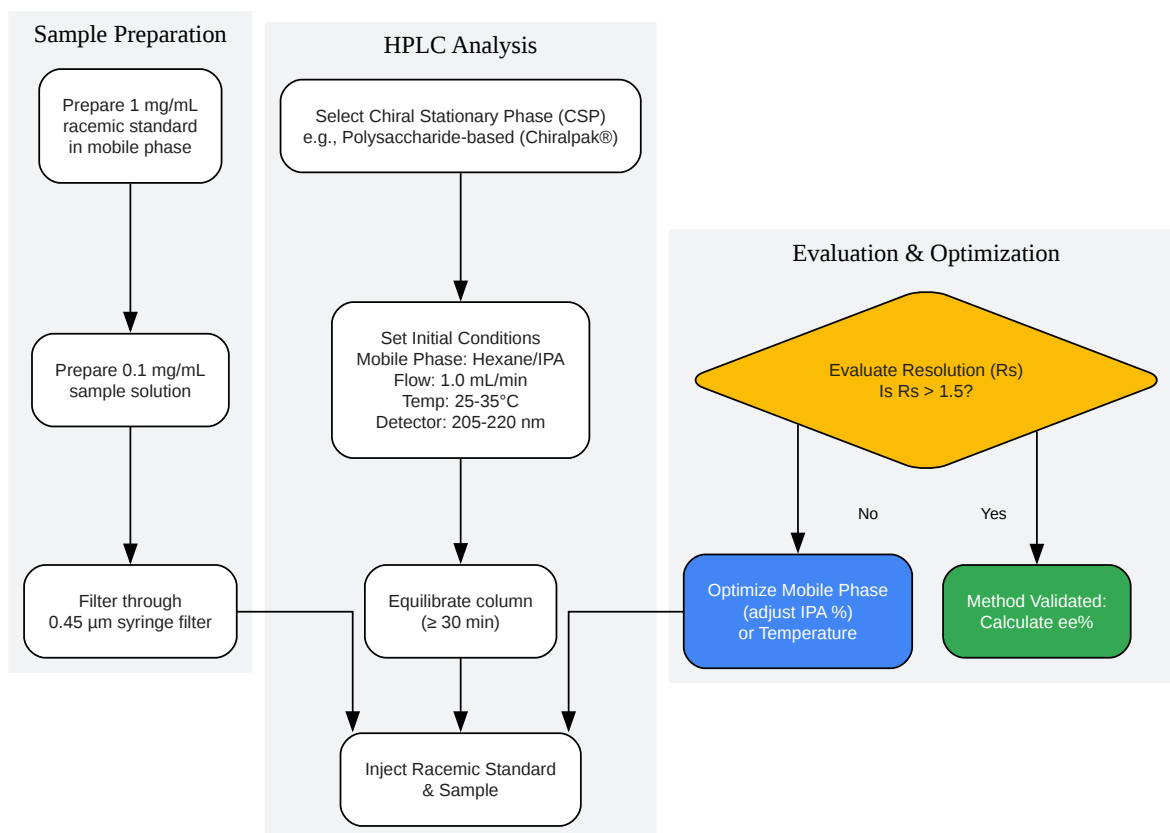 Sample Preparation
Prepare 1 mg/mL
racemic standard
in mobile phase
Prepare 0.1 mg/mL
sample solution
Filter through
0.45 µm syringe filter
HPLC Analysis
Select Chiral Stationary Phase (CSP)
e.g., Polysaccharide-based (Chiralpak®)
Set Initial Conditions
Mobile Phase: Hexane/IPA
Flow: 1.0 mL/min
Temp: 25-35°C
Detector: 205-220 nm
Equilibrate column
(≥ 30 min)
Inject Racemic Standard
& Sample
Evaluation & Optimization
Evaluate Resolution (Rs)
Is Rs > 1.5?
No
Yes
Optimize Mobile Phase
(adjust IPA %)
or Temperature
Method Validated:
Calculate ee%